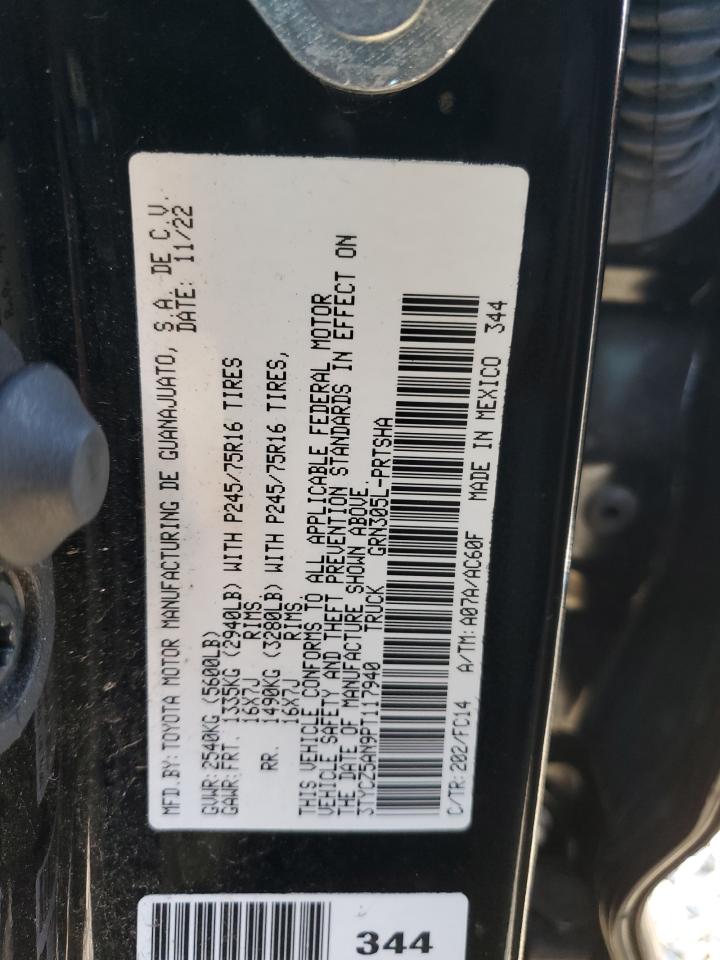 MFD.BY: TOYOTA MOTOR MANUFACTURING DE GUANAJUATO, S.A. DE C.V.
DATE: 11/22
GVWR: 2540KG (5600LB)
GAWR: FRT. 1335KG (2940LB) WITH P245/75R16 TIRES
16X7J RIMS.
RR. 1490KG (3280LB) WITH P245/75R16 TIRES,
16X7J RIMS.
THIS VEHICLE CONFORMS TO ALL APPLICABLE FEDERAL MOTOR
VEHICLE SAFETY AND THEFT PREVENTION STANDARDS IN EFFECT ON
THE DATE OF MANUFACTURE SHOWN ABOVE.
3TYCZ5AN9PT117940 TRUCK GRN305L-PRTSHA
C/TR: 202/FC14 A/TM: A07A/AC60F MADE IN MEXICO 344
344